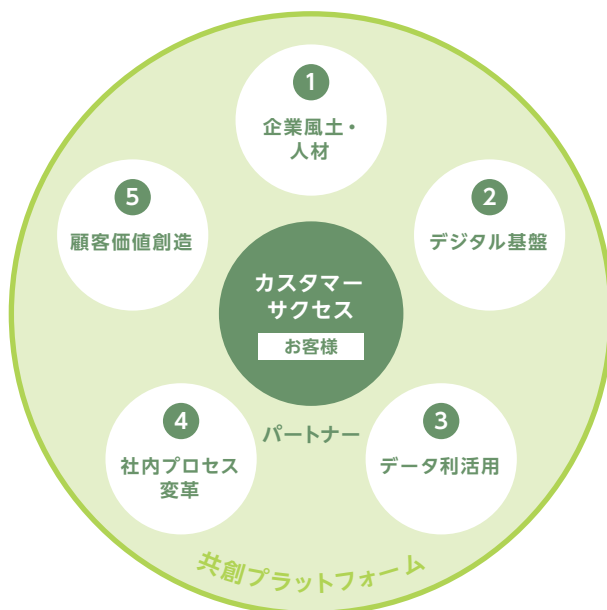 1
企業風土・
人材
2
デジタル基盤
3
データ利活用
4
社内プロセス
変革
5
顧客価値創造
カスタマー
サクセス
お客様
パートナー
共創プラットフォーム